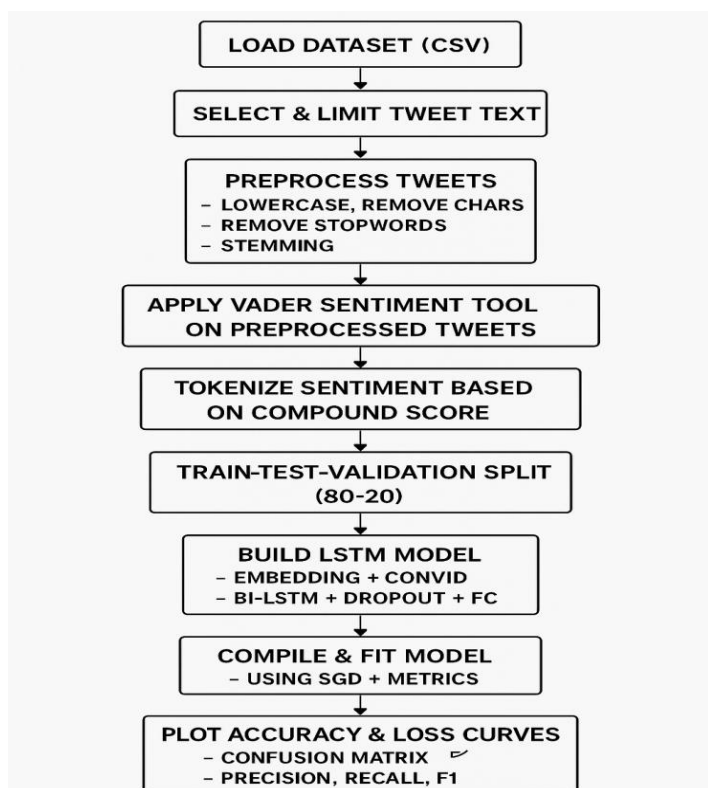 LOAD DATASET (CSV)
SELECT & LIMIT TWEET TEXT
PREPROCESS TWEETS
– LOWERCASE, REMOVE CHARS
– REMOVE STOPWORDS
– STEMMING
APPLY VADER SENTIMENT TOOL
ON PREPROCESSED TWEETS
TOKENIZE SENTIMENT BASED
ON COMPOUND SCORE
TRAIN-TEST-VALIDATION SPLIT
(80-20)
BUILD LSTM MODEL
– EMBEDDING + CONVID
– BI-LSTM + DROPOUT + FC
COMPILE & FIT MODEL
– USING SGD + METRICS
PLOT ACCURACY & LOSS CURVES
– CONFUSION MATRIX
– PRECISION, RECALL, F1